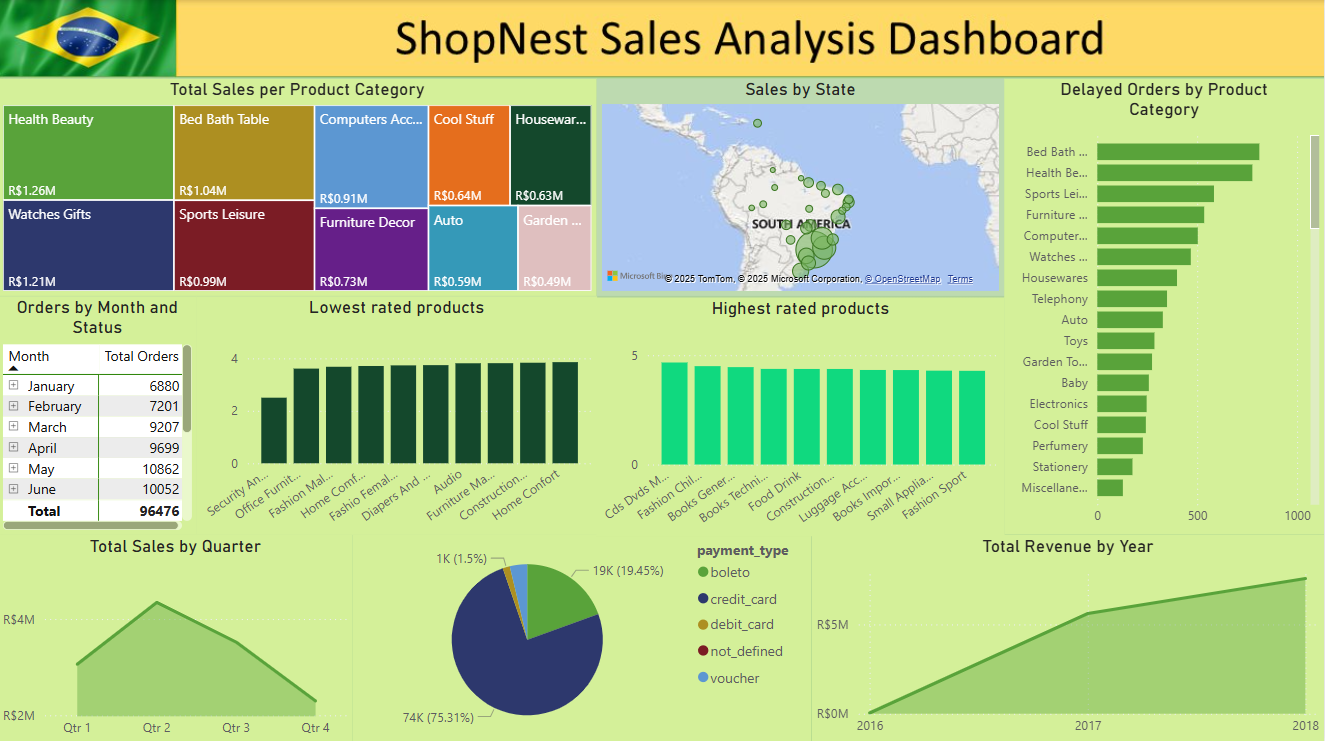 ShopNest Sales Analysis Dashboard
Total Sales per Product Category
Health Beauty
R$1.26M
Bed Bath Table
R$1.04M
Computers Acc...
R$0.91M
Cool Stuff
R$0.64M
Housewar...
R$0.63M
Watches Gifts
R$1.21M
Sports Leisure
R$0.99M
Furniture Decor
R$0.73M
Auto
R$0.59M
Garden ...
R$0.49M
Sales by State
SOUTH AMERICA
Microsoft
© 2025 TomTom, © 2025 Microsoft Corporation, © OpenStreetMap Terms
Delayed Orders by Product
Category
Bed Bath ...
Health Be...
Sports Lei...
Furniture ...
Computer...
Watches ...
Housewares
Telephony
Auto
Toys
Garden To...
Baby
Electronics
Cool Stuff
Perfumery
Stationery
Miscellane...
0 500 1000
Orders by Month and
Status
Month Total Orders
January 6880
February 7201
March 9207
April 9699
May 10862
June 10052
Total 96476
Lowest rated products
4
2
0
Security An...
Office Furnit...
Fashion Mal...
Home Comf...
Fashio Femal...
Diapers And ...
Audio
Furniture Ma...
Construction...
Home Confort
Highest rated products
5
0
Cds Dvds M...
Fashion Chil...
Books Gener...
Books Techni...
Food Drink
Construction...
Luggage Acc...
Books Impor...
Small Applia...
Fashion Sport
Total Sales by Quarter
R$4M
R$2M
Qtr 1 Qtr 2 Qtr 3 Qtr 4
1K (1.5%)
19K (19.45%)
74K (75.31%)
payment_type
boleto
credit_card
debit_card
not_defined
voucher
Total Revenue by Year
R$5M
R$0M
2016 2017 2018